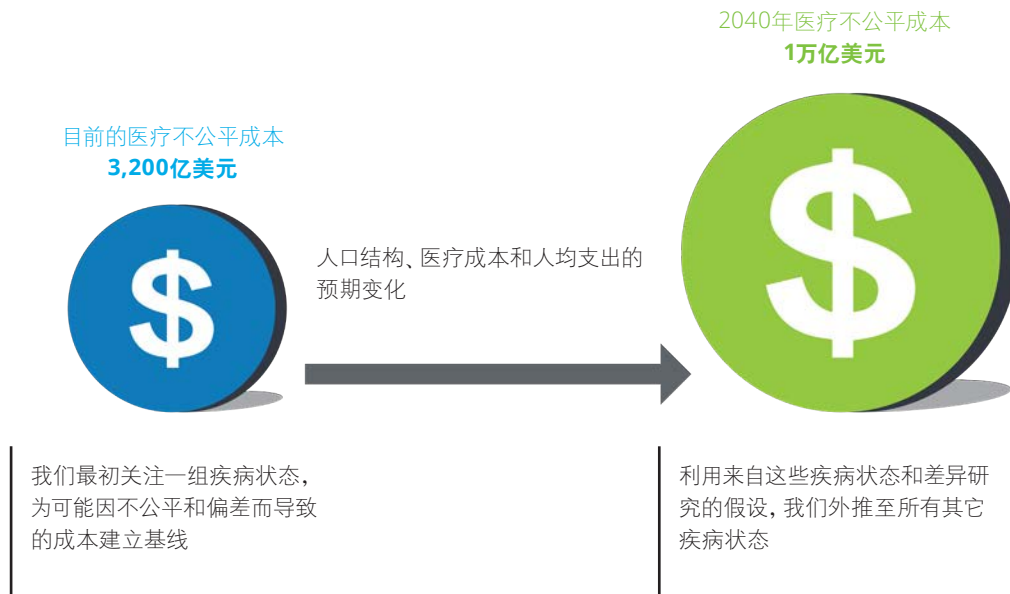 2040年医疗不公平成本
1万亿美元
目前的医疗不公平成本
3,200亿美元
$
$
人口结构、医疗成本和人均支出的
预期变化
我们最初关注一组疾病状态，
为可能因不公平和偏差而导致
的成本建立基线
利用来自这些疾病状态和差异研
究的假设，我们外推至所有其它
疾病状态